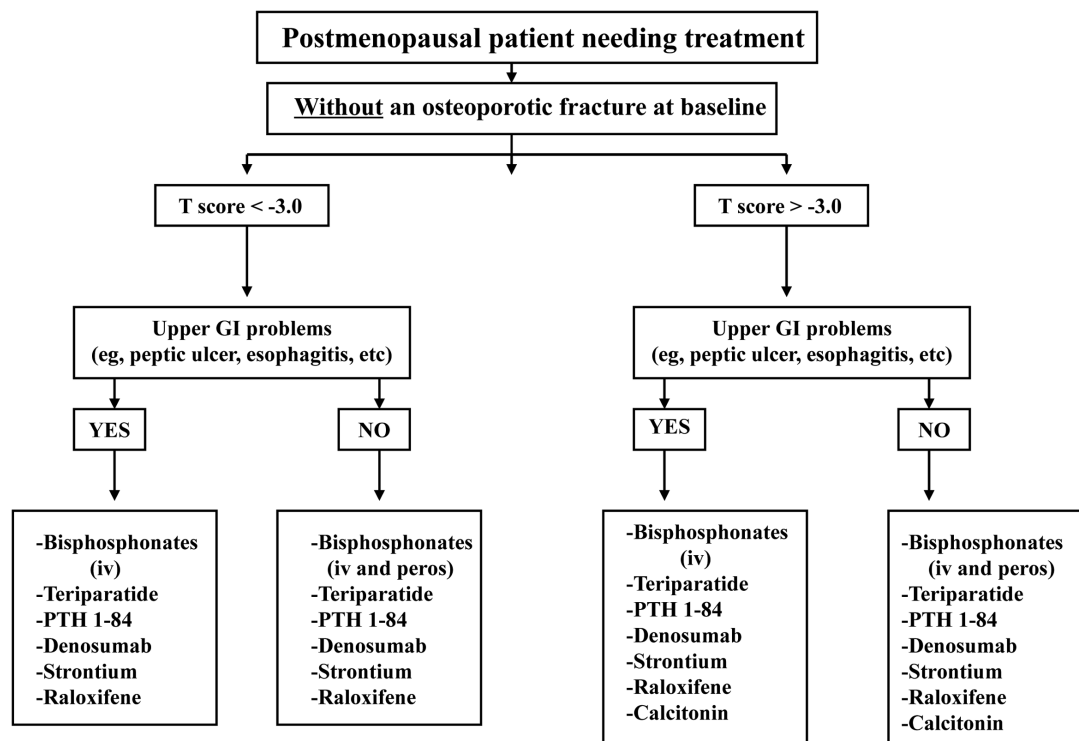 Postmenopausal patient needing treatment
Without an osteoporotic fracture at baseline
T score < -3.0
T score > -3.0
Upper GI problems
(eg, peptic ulcer, esophagitis, etc)
Upper GI problems
(eg, peptic ulcer, esophagitis, etc)
YES
NO
YES
NO
-Bisphosphonates
(iv)
-Teriparatide
-PTH 1-84
-Denosumab
-Strontium
-Raloxifene
-Bisphosphonates
(iv and peros)
-Teriparatide
-PTH 1-84
-Denosumab
-Strontium
-Raloxifene
-Bisphosphonates
(iv)
-Teriparatide
-PTH 1-84
-Denosumab
-Strontium
-Raloxifene
-Calcitonin
-Bisphosphonates
(iv and peros)
-Teriparatide
-PTH 1-84
-Denosumab
-Strontium
-Raloxifene
-Calcitonin